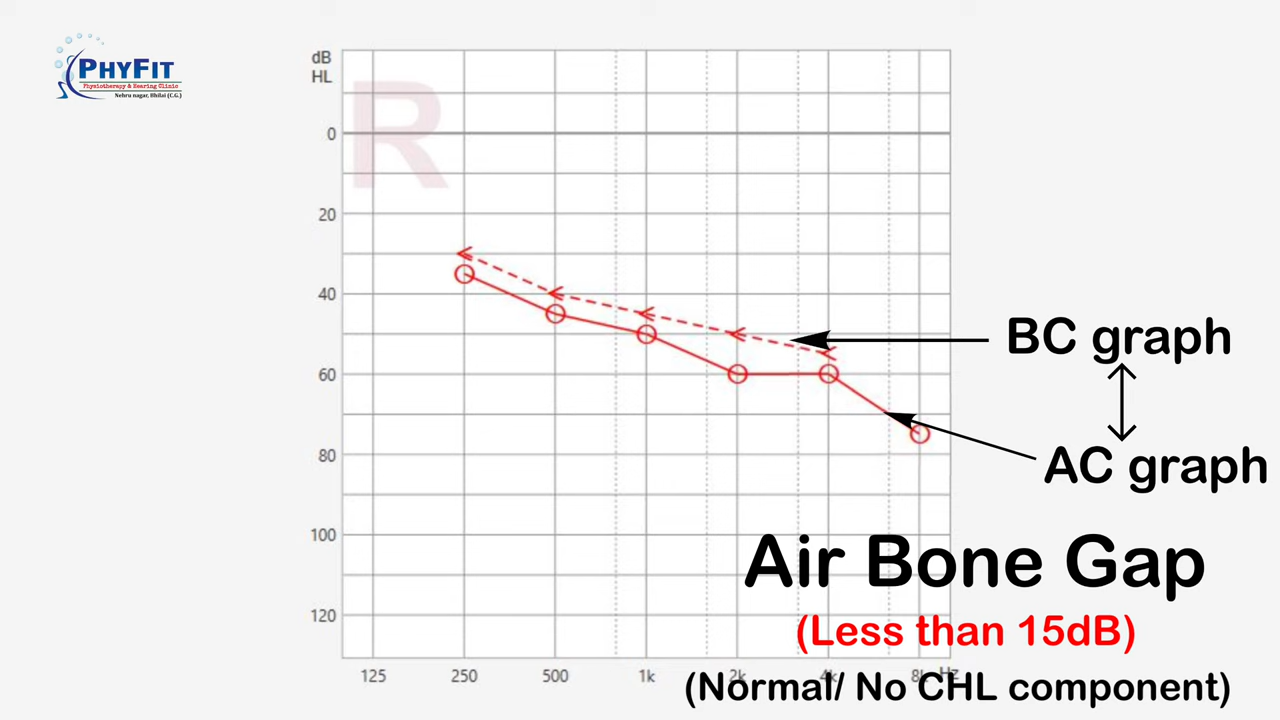 PHYFIT
Physiotherapy & Hearing Clinic
Nehru nagar, Bhilai (C.G.)
dB
HL
R
0
20
40
60
80
100
120
125 250 500 1k 2k 4k 8k Hz
BC graph
AC graph
Air Bone Gap
(Less than 15dB)
(Normal/ No CHL component)